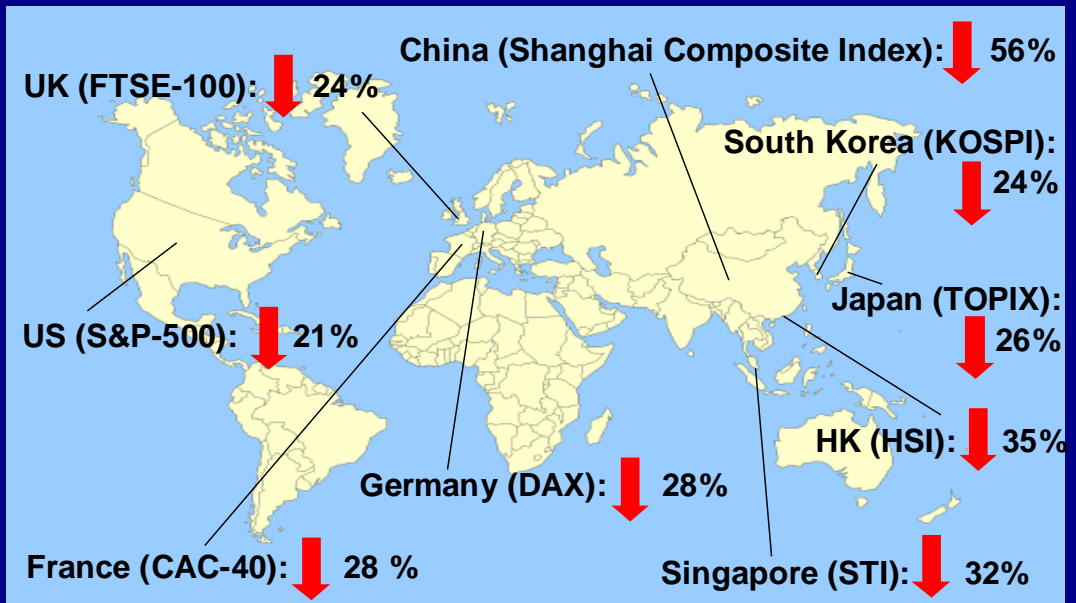 China (Shanghai Composite Index): 56%
UK (FTSE-100): 24%
South Korea (KOSPI):
24%
Japan (TOPIX):
26%
US (S&P-500): 21%
HK (HSI): 35%
Germany (DAX): 28%
France (CAC-40): 28 %
Singapore (STI): 32%